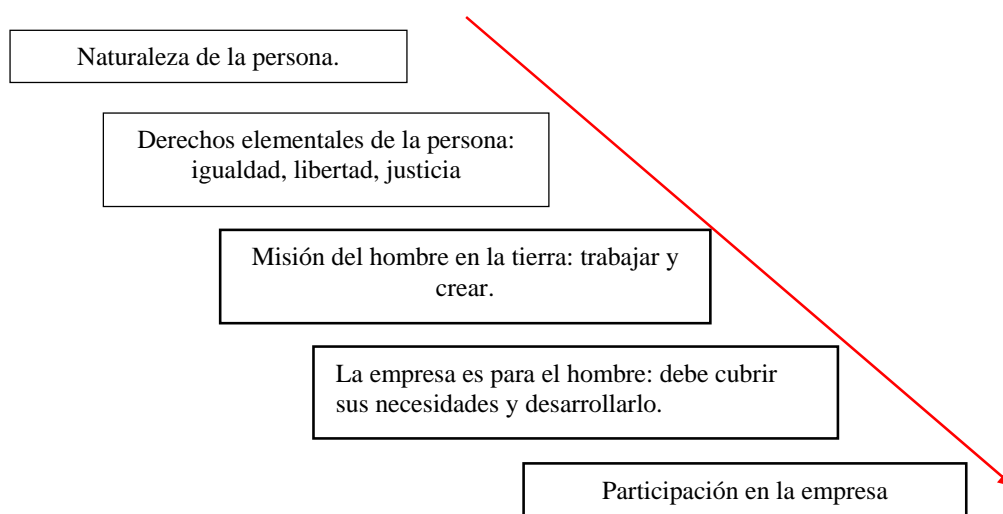 Naturaleza de la persona.
Derechos elementales de la persona:
igualdad, libertad, justicia
Misión del hombre en la tierra: trabajar y
crear.
La empresa es para el hombre: debe cubrir
sus necesidades y desarrollarlo.
Participación en la empresa